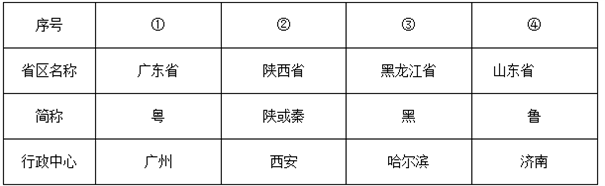 序号 ① ② ③ ④
省区名称 广东省 陕西省 黑龙江省 山东省
简称 粤 陕或秦 黑 鲁
行政中心 广州 西安 哈尔滨 济南